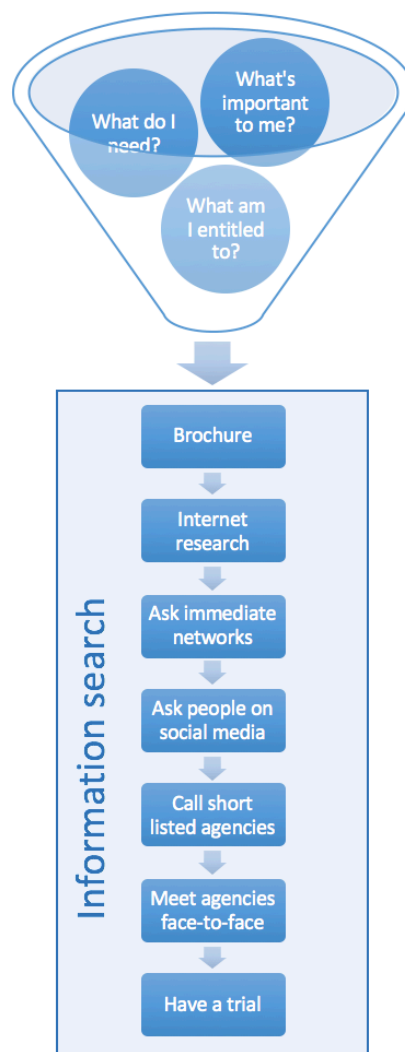 What's
important
to me?
What do I
need?
What am
I entitled
to?
Information search
Brochure
Internet
research
Ask immediate
networks
Ask people on
social media
Call short
listed agencies
Meet agencies
face-to-face
Have a trial